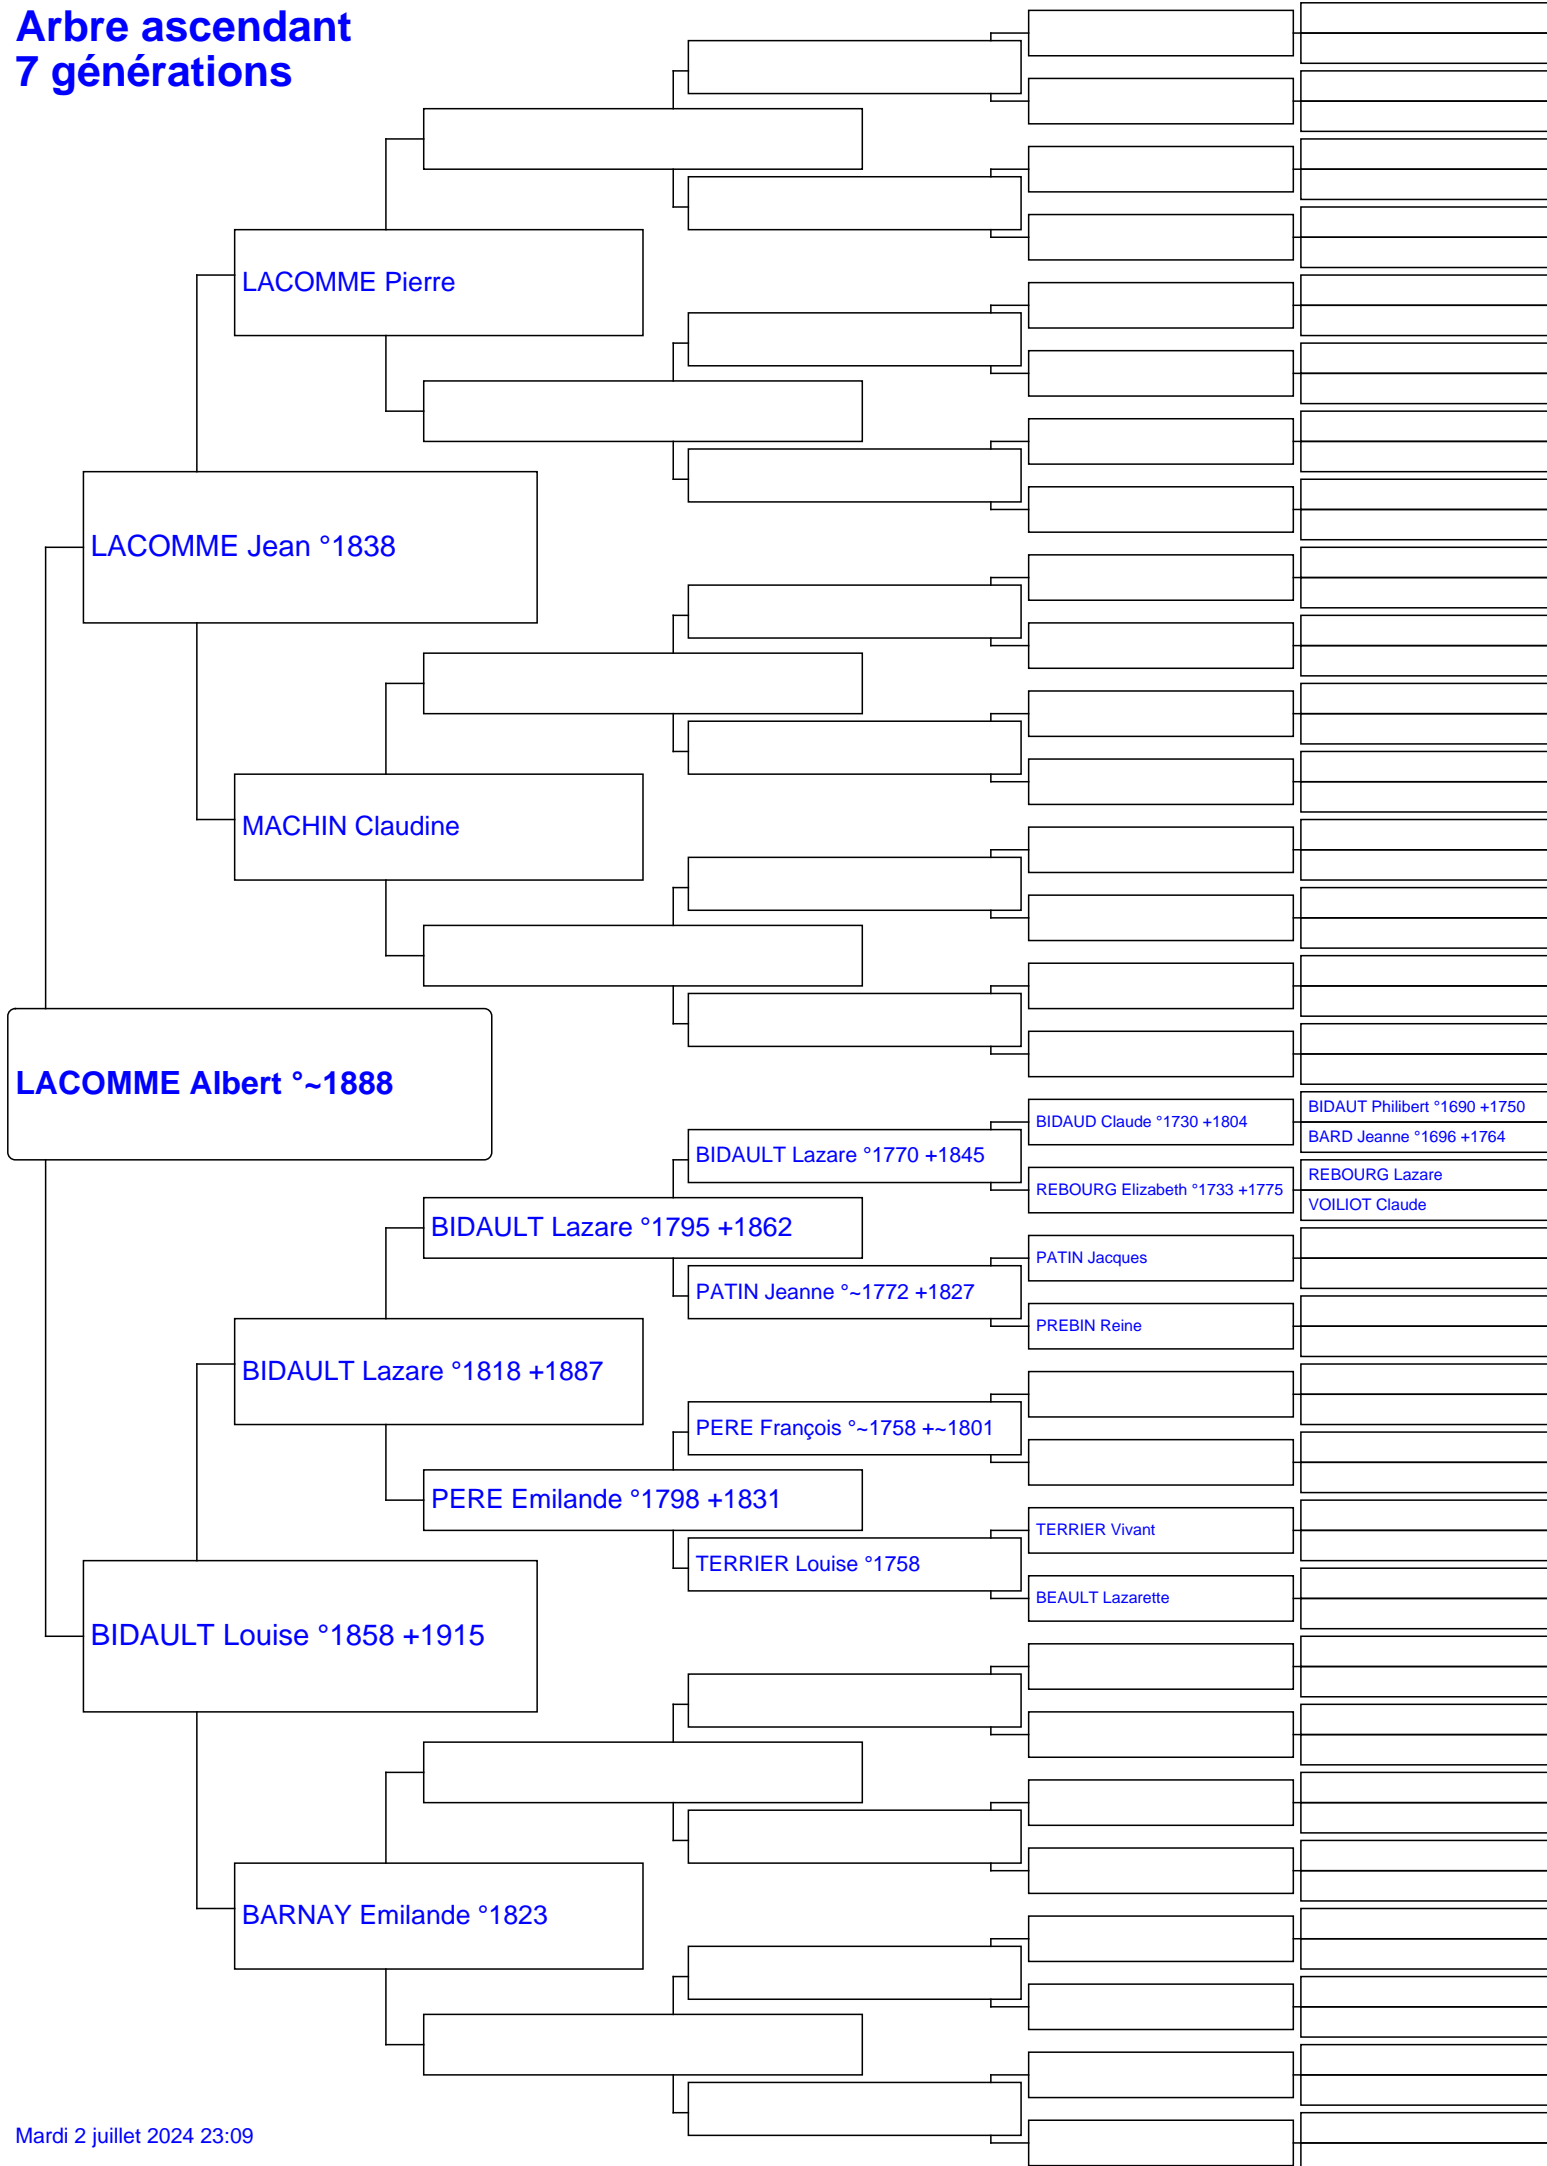 Arbre ascendant
7 générations
LACOMME Pierre
LACOMME Jean °1838
MACHIN Claudine
LACOMME Albert °~1888
BIDAUD Claude °1730 +1804
BIDAUT Philibert °1690 +1750
BARD Jeanne °1696 +1764
BIDAULT Lazare °1770 +1845
REBOURG Elizabeth °1733 +1775
REBOURG Lazare
VOILIOT Claude
BIDAULT Lazare °1795 +1862
PATIN Jacques
PATIN Jeanne °~1772 +1827
PREBIN Reine
BIDAULT Lazare °1818 +1887
PERE François °~1758 +~1801
PERE Emilande °1798 +1831
TERRIER Vivant
TERRIER Louise °1758
BEAULT Lazarette
BIDAULT Louise °1858 +1915
BARNAY Emilande °1823
Mardi 2 juillet 2024 23:09